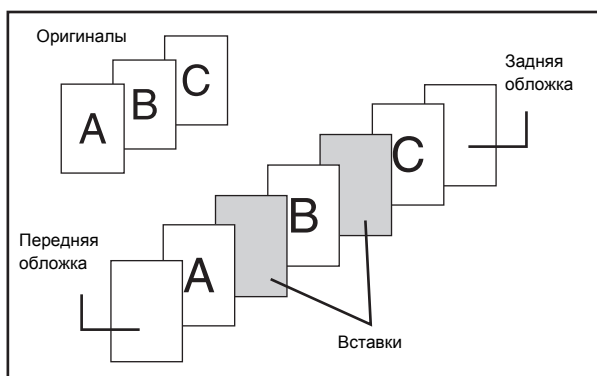 Оригиналы
A
B
C
Задняя
обложка
C
B
A
Передняя
обложка
Вставки